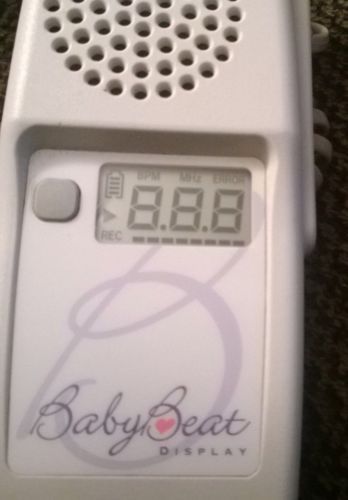 BPM MHz ERROR
8.8.8
REC
BabyBeat
DISPLAY